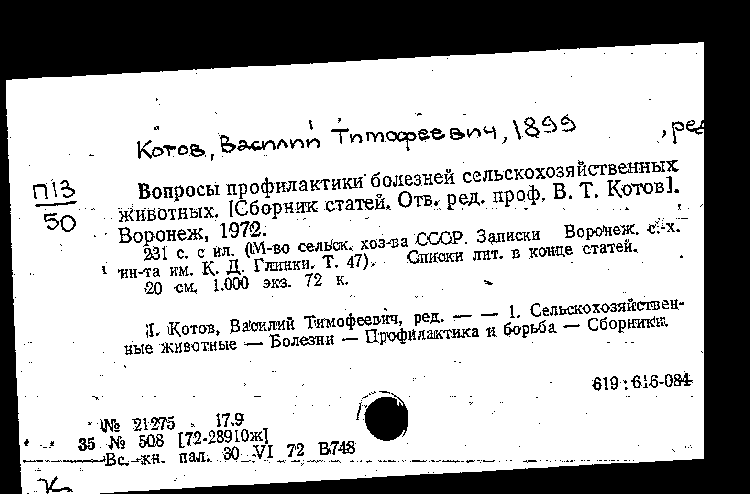 Котов, Василий Тимофеевич, 1899 , ред
П13
50
Вопросы профилактики болезней сельскохозяйственных
животных. [Сборник статей. Отв. ред. проф. В. Т. Котов].
Воронеж, 1972.
231 с. с ил. (М-во сельск. хоз-ва СССР. Записки Воронеж. с.-х.
ин-та им. К. Д. Глинки. Т. 47). Списки лит. в конце статей.
20 см. 1.000 экз. 72 к.
I. Котов, Василий Тимофеевич, ред. — — 1. Сельскохозяйствен-
ные животные — Болезни — Профилактика и борьба — Сборники.
619 : 616-084
№ 21275 17.9
35 № 508 [72-28910ж]
Вс. кн. пал. 30 VI 72 В748